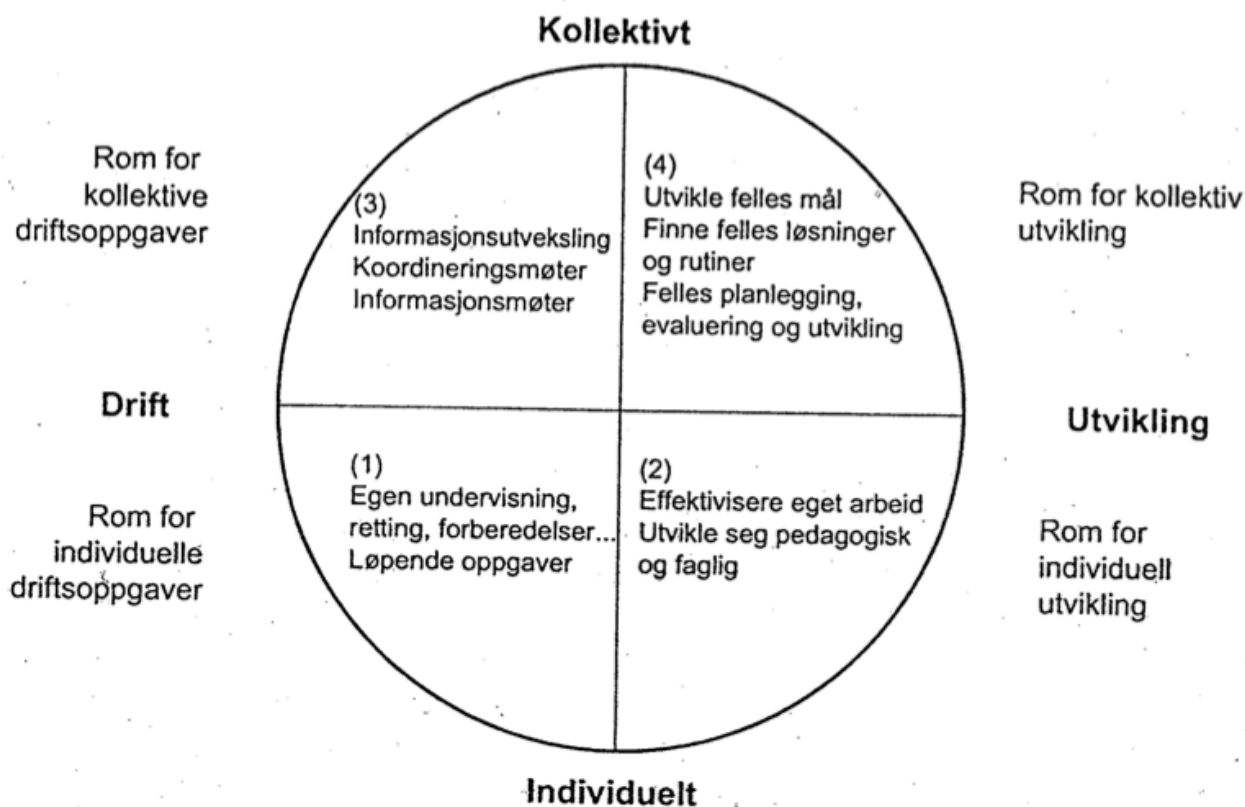 Kollektivt
Rom for
kollektive
driftsoppgaver
(3)
Informasjonsutveksling
Koordineringsmøter
Informasjonsmøter
(4)
Utvikle felles mål
Finne felles løsninger
og rutiner
Felles planlegging,
evaluering og utvikling
Rom for kollektiv
utvikling
Drift
Utvikling
Rom for
individuelle
driftsoppgaver
(1)
Egen undervisning,
retting, forberedelser...
Løpende oppgaver
(2)
Effektivisere eget arbeid
Utvikle seg pedagogisk
og faglig
Rom for
individuell
utvikling
Individuelt